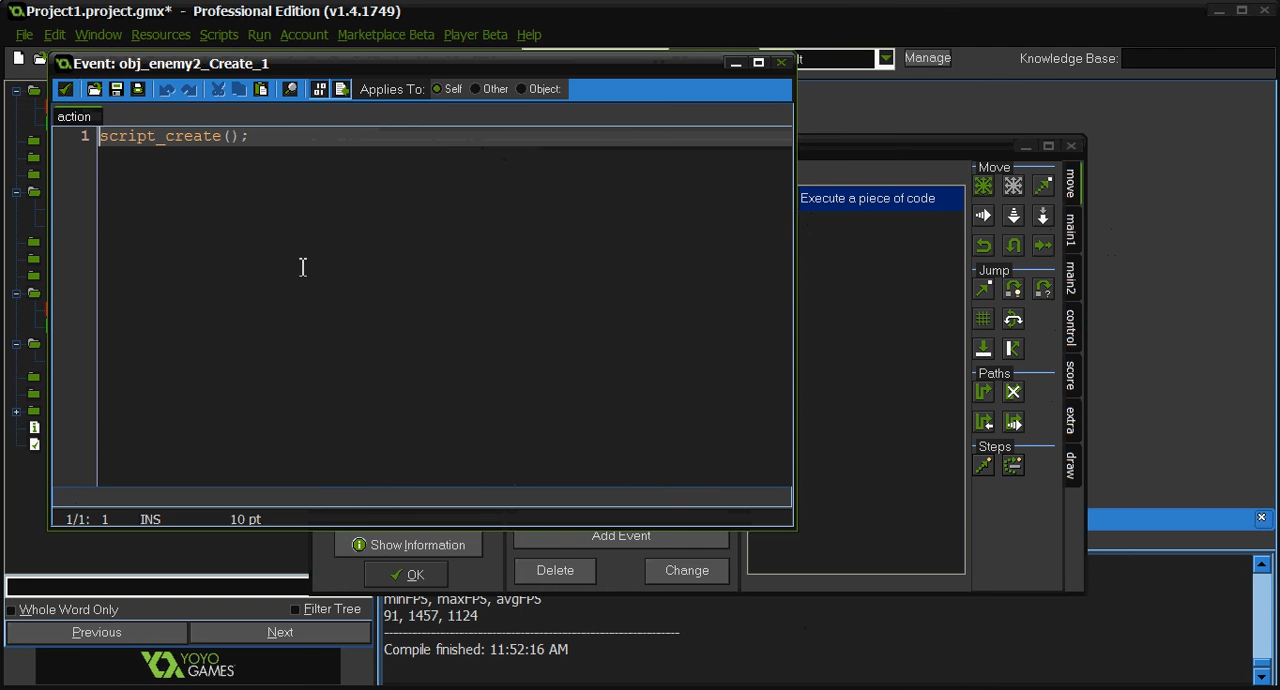 Project1.project.gmx* - Professional Edition (v1.4.1749)
File Edit Window Resources Scripts Run Account Marketplace Beta Player Beta Help
Manage
Knowledge Base:
Event: obj_enemy2_Create_1
Applies To: Self Other Object:
action
1 script_create();
1/1: 1 INS 10 pt
Execute a piece of code
Move
Jump
Paths
Steps
move
main1
main2
control
score
extra
draw
Show Information
OK
Add Event
Delete
Change
Whole Word Only
Filter Tree
Previous
Next
YOYO
GAMES
minFPS, maxFPS, avgFPS
91, 1457, 1124
Compile finished: 11:52:16 AM